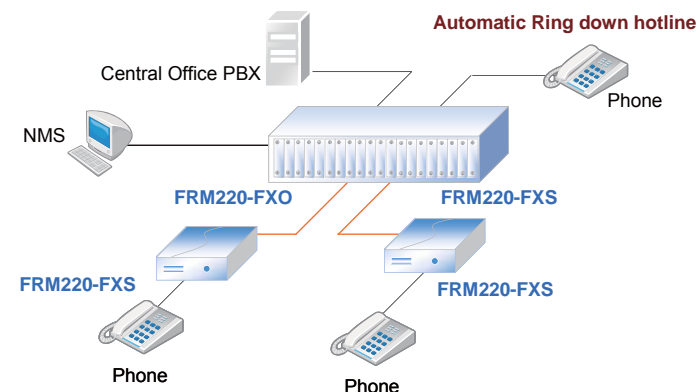 Automatic Ring down hotline
Central Office PBX
Phone
NMS
FRM220-FXO
FRM220-FXS
FRM220-FXS
FRM220-FXS
Phone
Phone